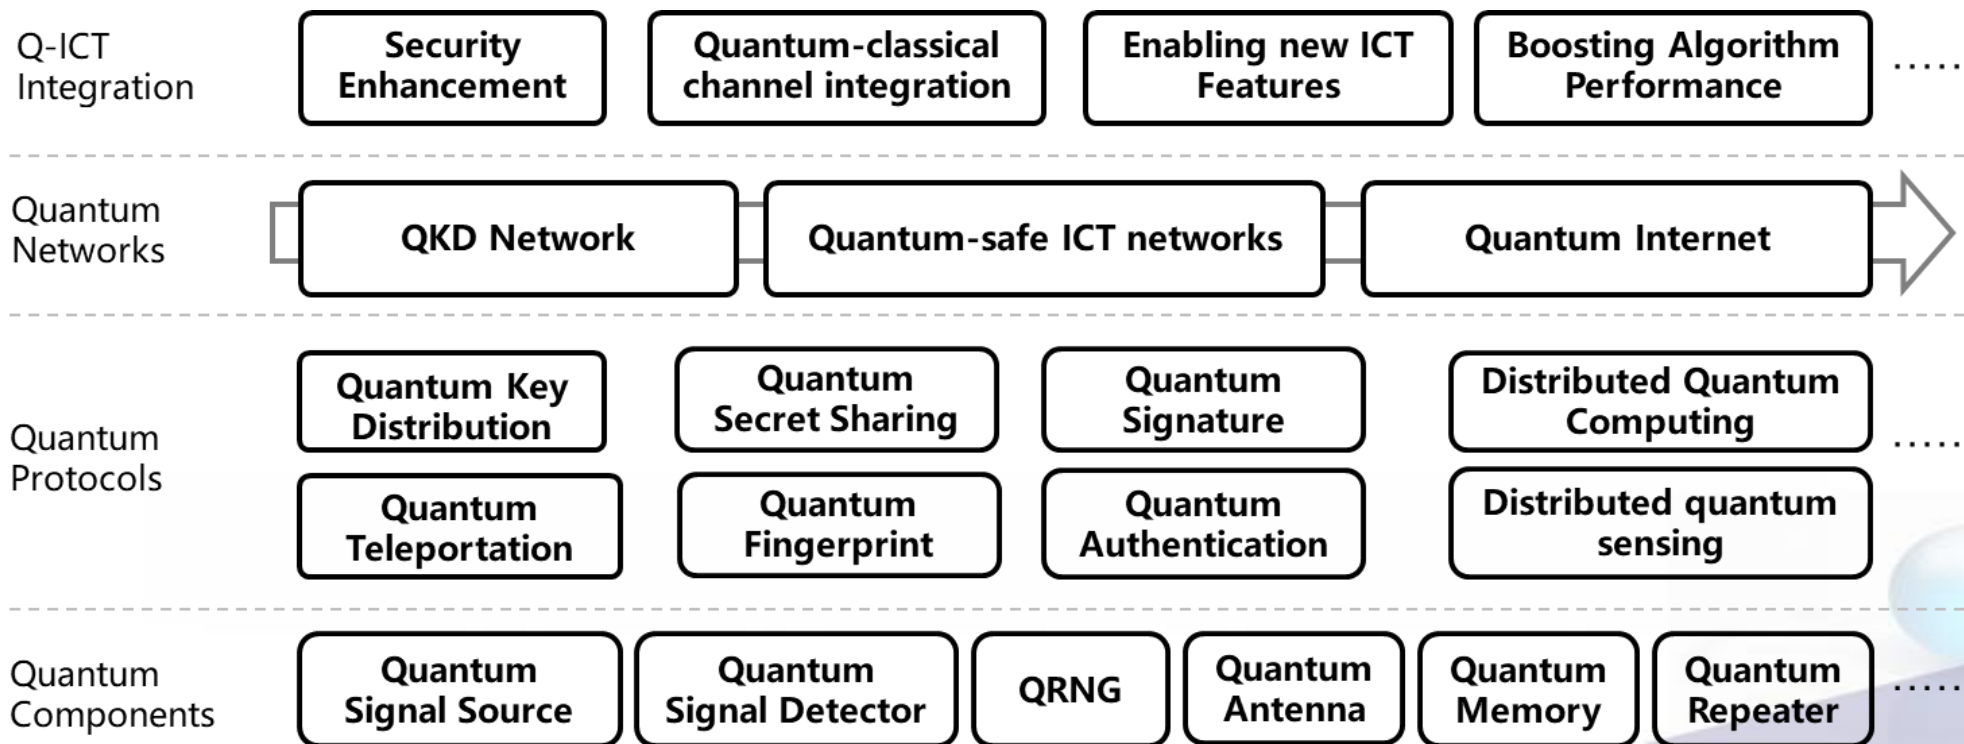 Q-ICT
Integration
Security
Enhancement
Quantum-classical
channel integration
Enabling new ICT
Features
Boosting Algorithm
Performance
.....
Quantum
Networks
QKD Network
Quantum-safe ICT networks
Quantum Internet
Quantum
Protocols
Quantum Key
Distribution
Quantum
Secret Sharing
Quantum
Signature
Distributed Quantum
Computing
.....
Quantum
Teleportation
Quantum
Fingerprint
Quantum
Authentication
Distributed quantum
sensing
Quantum
Components
Quantum
Signal Source
Quantum
Signal Detector
QRNG
Quantum
Antenna
Quantum
Memory
Quantum
Repeater
.....